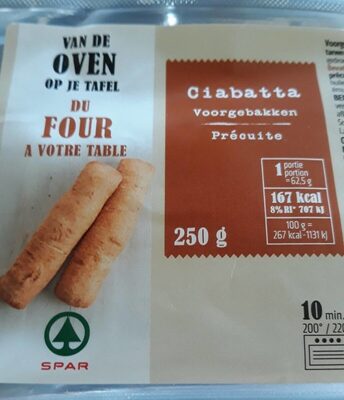 VAN DE
OVEN
OP JE TAFEL
DU
FOUR
A VOTRE TABLE
SPAR
Ciabatta
Voorgebakken
Précuite
250 g
1 portie
portion
=62,5 g
167 kcal
8% RI* 707 kJ
100 g =
267 kcal-1131 kJ
10 min.
200° / 220